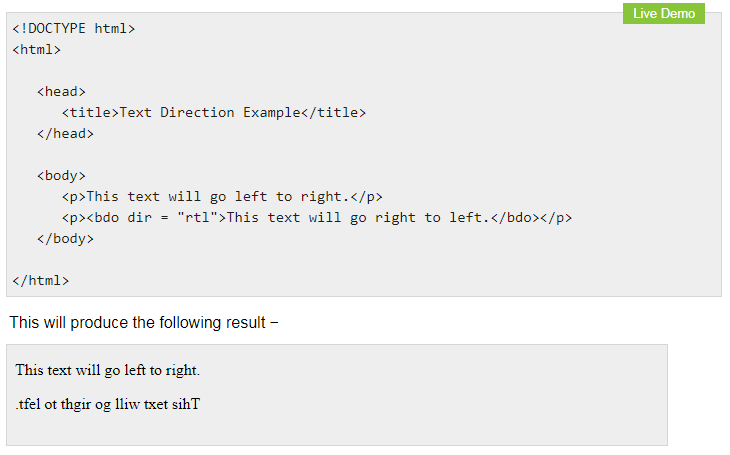 Live Demo
<!DOCTYPE html>
<html>
<head>
<title>Text Direction Example</title>
</head>
<body>
<p>This text will go left to right.</p>
<p><bdo dir = "rtl">This text will go right to left.</bdo></p>
</body>
</html>
This will produce the following result −
This text will go left to right.
.tfel ot thgir og lliw txet sihT